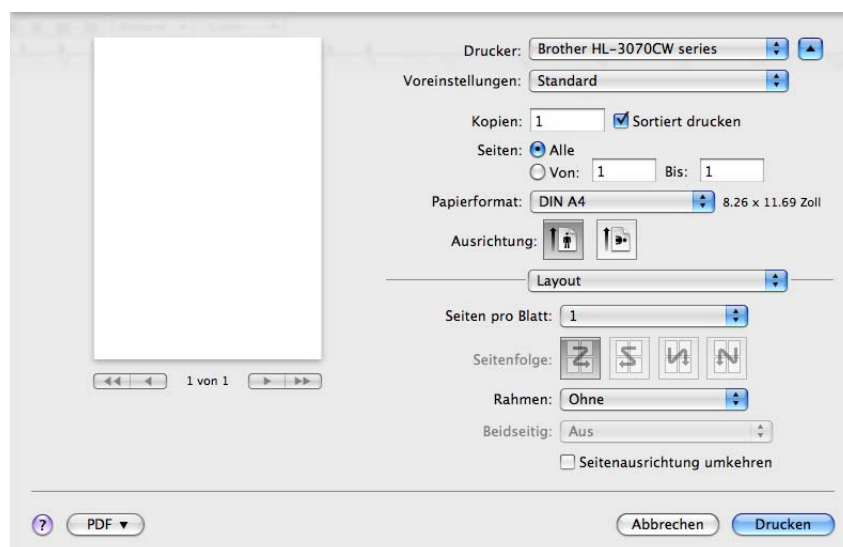 Drucker: Brother HL-3070CW series
Voreinstellungen: Standard
Kopien: 1 Sortiert drucken
Seiten: Alle
Von: 1 Bis: 1
Papierformat: DIN A4 8.26 x 11.69 Zoll
Ausrichtung:
Layout
Seiten pro Blatt: 1
Seitenfolge:
1 von 1
Rahmen: Ohne
Beidseitig: Aus
Seitenausrichtung umkehren
? PDF ▼ Abbrechen Drucken